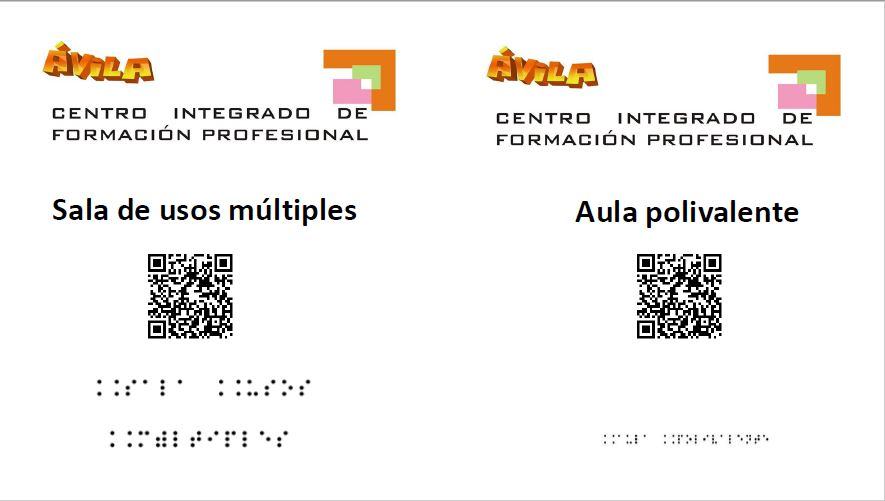 ÁVILA
CENTRO INTEGRADO DE
FORMACIÓN PROFESIONAL
Sala de usos múltiples
ÁVILA
CENTRO INTEGRADO DE
FORMACIÓN PROFESIONAL
Aula polivalente